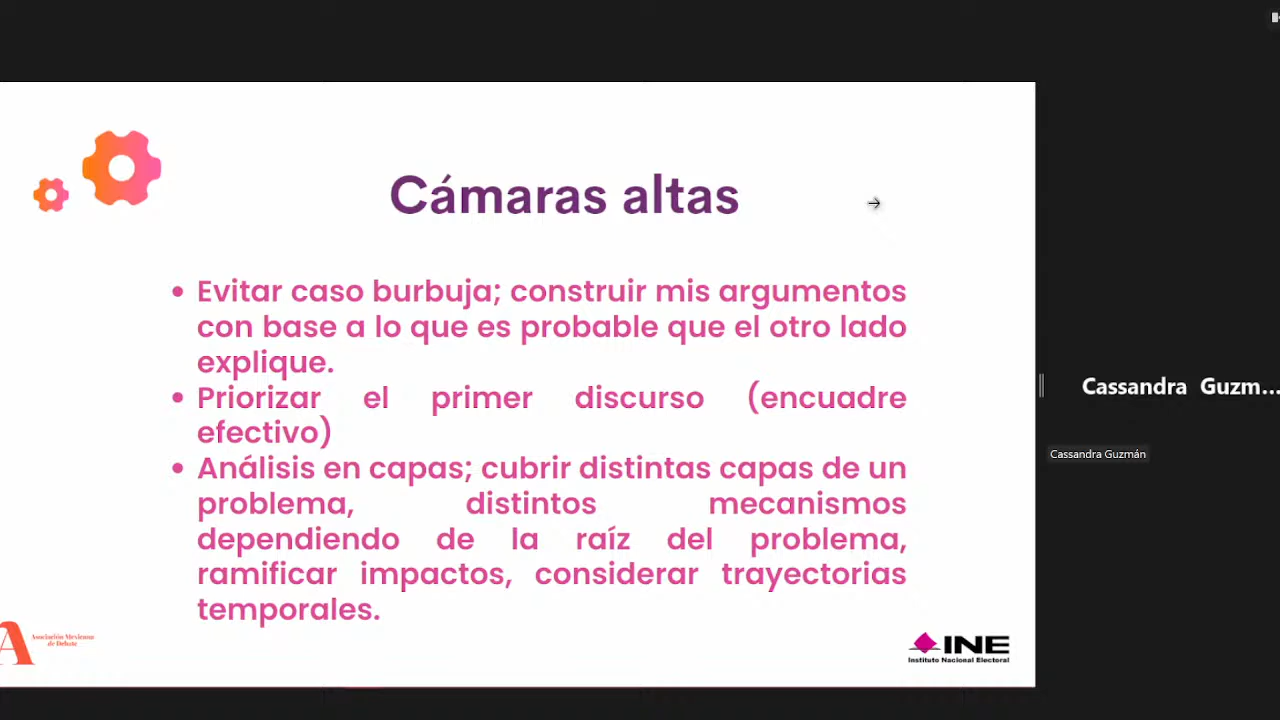 Cámaras altas
• Evitar caso burbuja; construir mis argumentos
con base a lo que es probable que el otro lado
explique.
• Priorizar el primer discurso (encuadre
efectivo)
• Análisis en capas; cubrir distintas capas de un
problema, distintos mecanismos
dependiendo de la raíz del problema,
ramificar impactos, considerar trayectorias
temporales.
A
Asociación Mexicana
de Debate
INE
Instituto Nacional Electoral
Cassandra Guzm...
Cassandra Guzmán